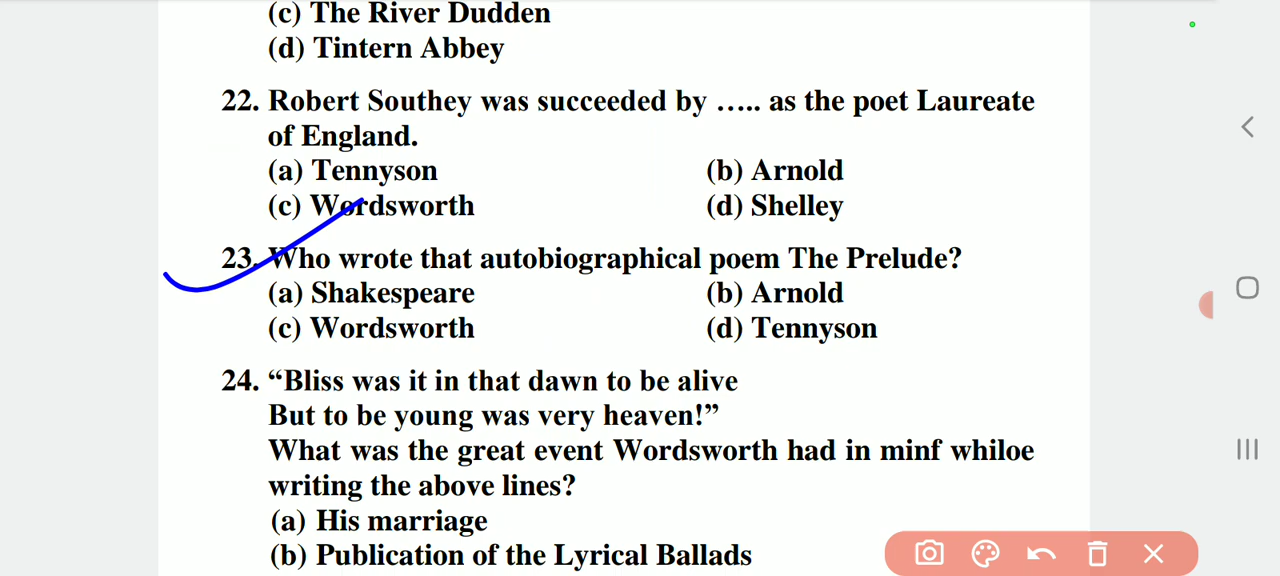 (c) The River Dudden
(d) Tintern Abbey
22. Robert Southey was succeeded by ….. as the poet Laureate
of England.
(a) Tennyson (b) Arnold
(c) Wordsworth (d) Shelley
23. Who wrote that autobiographical poem The Prelude?
(a) Shakespeare (b) Arnold
(c) Wordsworth (d) Tennyson
24. “Bliss was it in that dawn to be alive
But to be young was very heaven!”
What was the great event Wordsworth had in minf whiloe
writing the above lines?
(a) His marriage
(b) Publication of the Lyrical Ballads